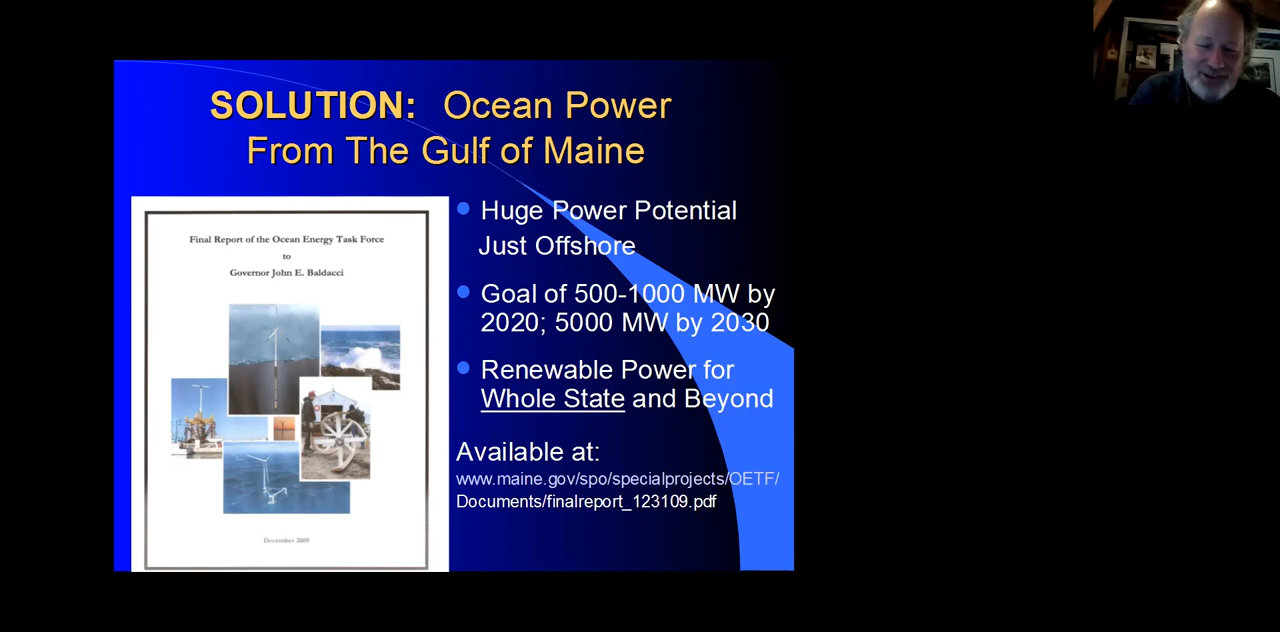 SOLUTION: Ocean Power
From The Gulf of Maine
Final Report of the Ocean Energy Task Force
to
Governor John E. Baldacci
December 2009
Huge Power Potential
Just Offshore
Goal of 500-1000 MW by
2020; 5000 MW by 2030
Renewable Power for
Whole State and Beyond
Available at:
www.maine.gov/spo/specialprojects/OETF/
Documents/finalreport_123109.pdf